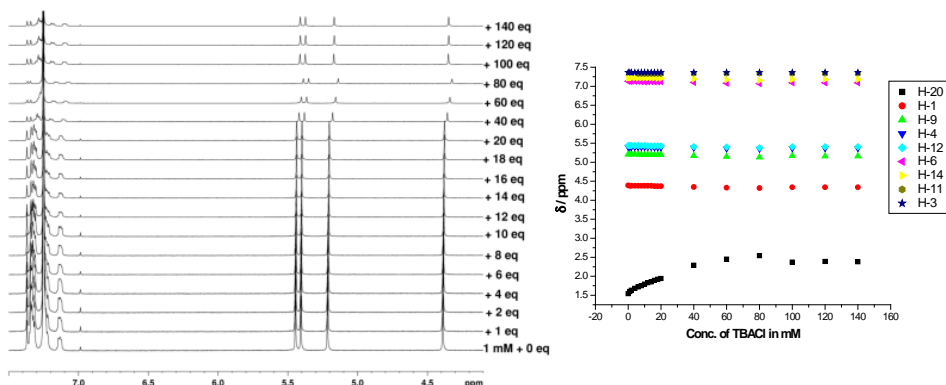 + 140 eq
+ 120 eq
+ 100 eq
+ 80 eq
+ 60 eq
+ 40 eq
+ 20 eq
+ 18 eq
+ 16 eq
+ 14 eq
+ 12 eq
+ 10 eq
+ 8 eq
+ 6 eq
+ 4 eq
+ 2 eq
+ 1 eq
1 mM + 0 eq
7.0 6.5 6.0 5.5 5.0 4.5 ppm
δ / ppm
7.5
7.0
6.5
6.0
5.5
5.0
4.5
4.0
3.5
3.0
2.5
2.0
1.5
-20 0 20 40 60 80 100 120 140 160
Conc. of TBACl in mM
H-20
H-1
H-9
H-4
H-12
H-6
H-14
H-11
H-3